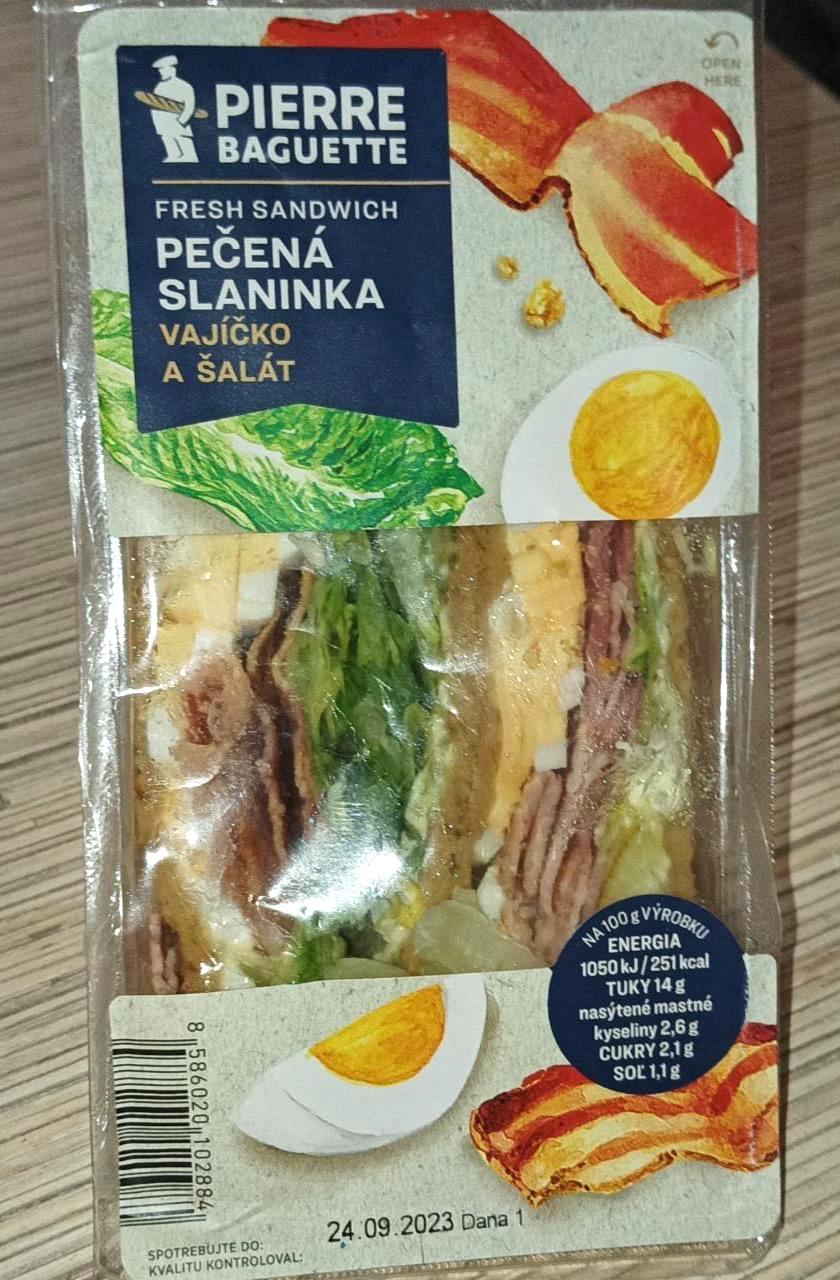 OPEN
HERE
PIERRE
BAGUETTE
FRESH SANDWICH
PEČENÁ
SLANINKA
VAJÍČKO
A ŠALÁT
NA 100 g VÝROBKU
ENERGIA
1050 kJ / 251 kcal
TUKY 14 g
nasýtené mastné
kyseliny 2,6 g
CUKRY 2,1 g
SOĽ 1,1 g
8 586020 102884
24.09.2023 Dana 1
SPOTREBUJTE DO:
KVALITU KONTROLOVAL: